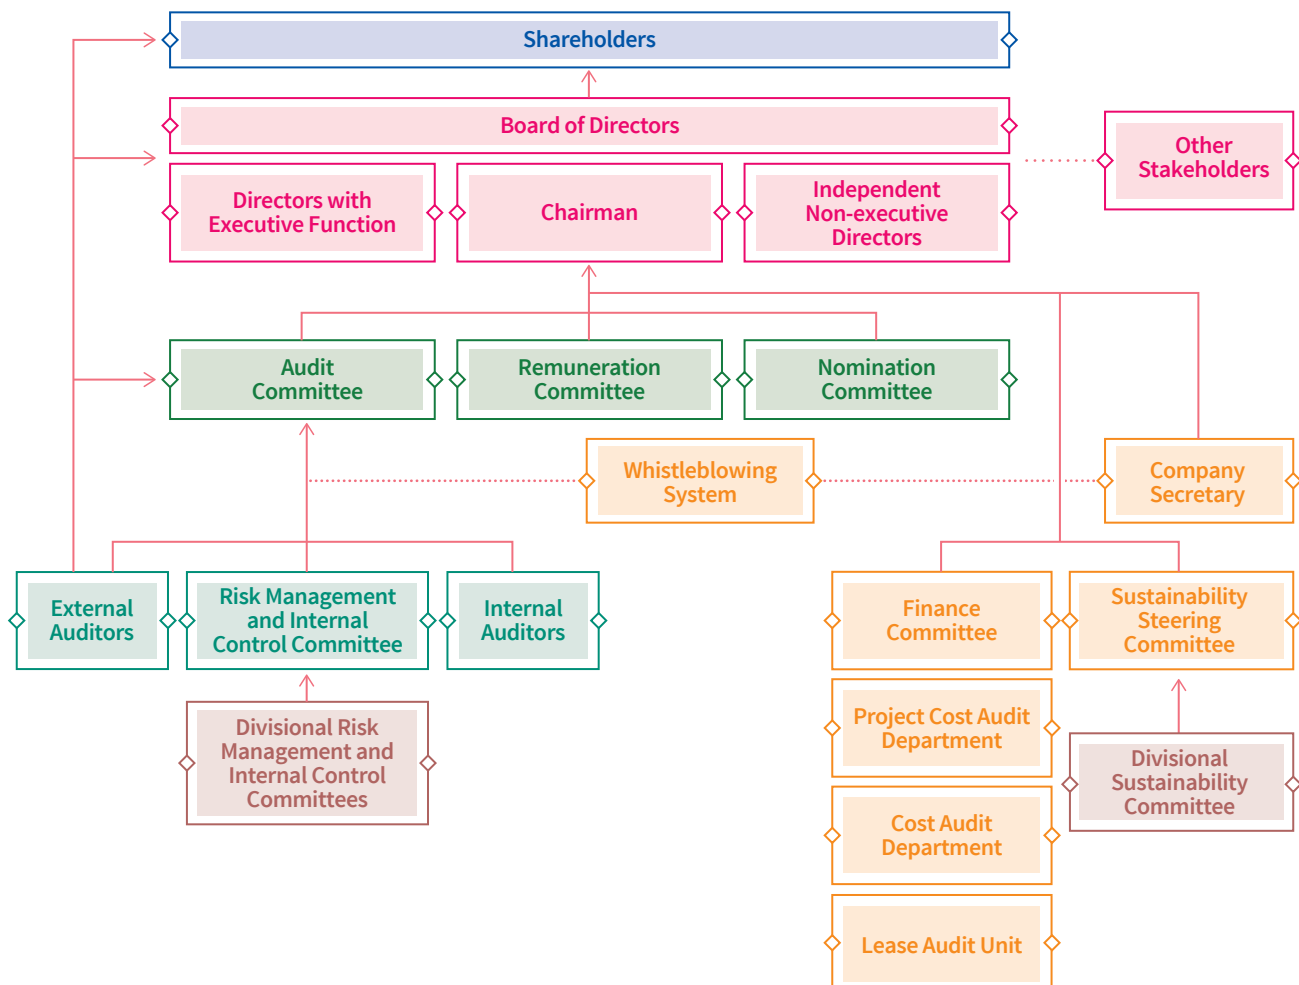 Shareholders
Board of Directors
Other
Stakeholders
Directors with
Executive Function
Chairman
Independent
Non-executive
Directors
Audit
Committee
Remuneration
Committee
Nomination
Committee
Whistleblowing
System
Company
Secretary
External
Auditors
Risk Management
and Internal
Control Committee
Internal
Auditors
Finance
Committee
Sustainability
Steering
Committee
Divisional Risk
Management and
Internal Control
Committees
Project Cost Audit
Department
Divisional
Sustainability
Committee
Cost Audit
Department
Lease Audit Unit